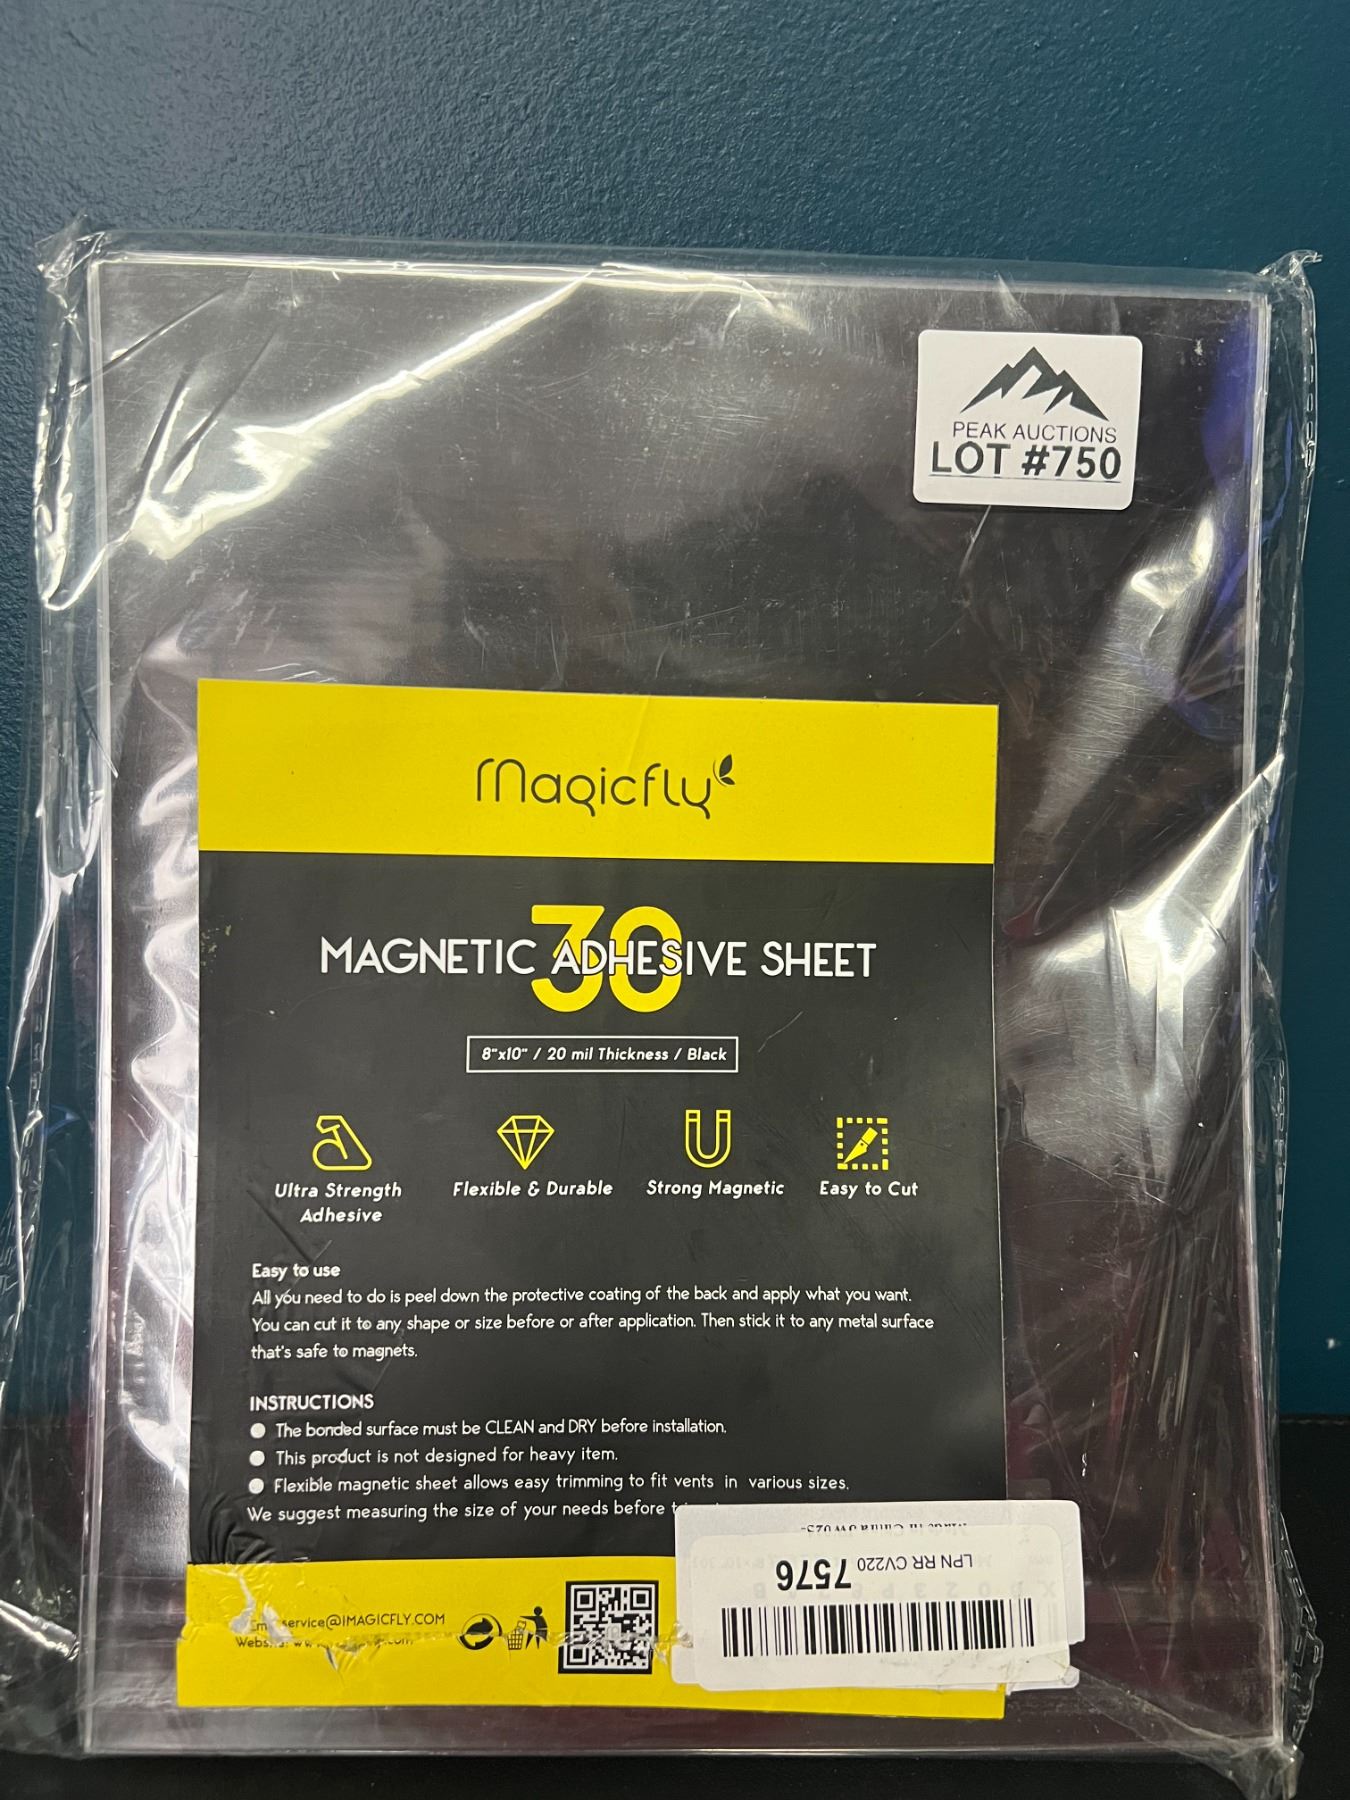 PEAK AUCTIONS
LOT #750
Magicfly
30
MAGNETIC ADHESIVE SHEET
8"x10" / 20 mil Thickness / Black
Ultra Strength
Adhesive
Flexible & Durable
Strong Magnetic
Easy to Cut
Easy to use
All you need to do is peel down the protective coating of the back and apply what you want.
You can cut it to any shape or size before or after application. Then stick it to any metal surface
that's safe to magnets.
INSTRUCTIONS
● The bonded surface must be CLEAN and DRY before installation.
● This product is not designed for heavy item.
● Flexible magnetic sheet allows easy trimming to fit vents in various sizes.
We suggest measuring the size of your needs before
LPN RR CV220 7576
service@IMAGICFLY.COM